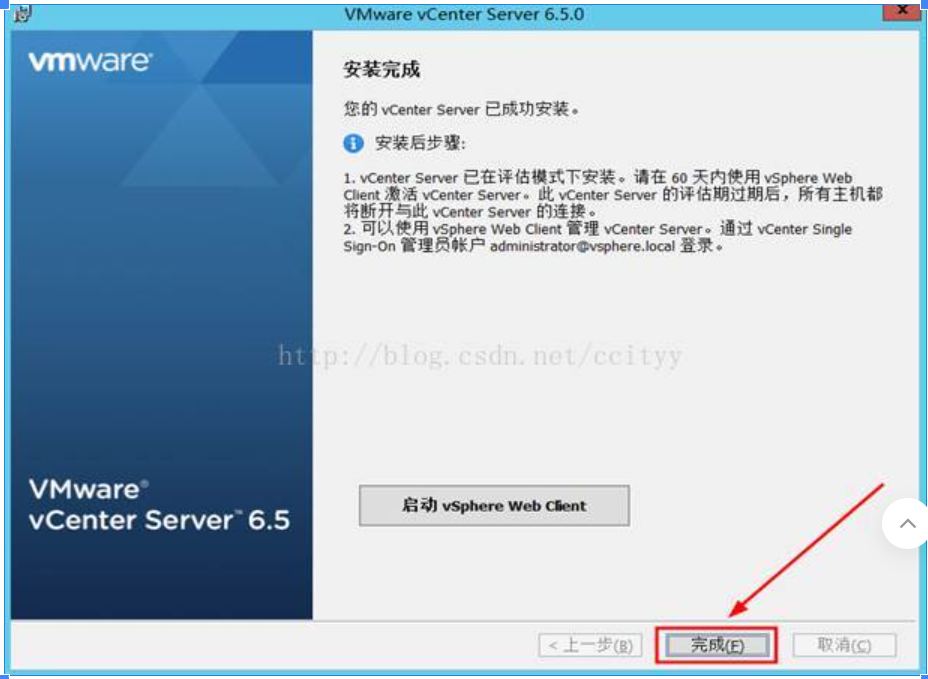 VMware vCenter Server 6.5.0
vmware®
安装完成
您的 vCenter Server 已成功安装。
安装后步骤:
1. vCenter Server 已在评估模式下安装。请在 60 天内使用 vSphere Web
Client 激活 vCenter Server。此 vCenter Server 的评估期过期后，所有主机都
将断开与此 vCenter Server 的连接。
2. 可以使用 vSphere Web Client 管理 vCenter Server。通过 vCenter Single
Sign-On 管理员帐户 administrator@vsphere.local 登录。
http://blog.csdn.net/ccityy
VMware®
vCenter Server™ 6.5
启动 vSphere Web Client
< 上一步(B)
完成(F)
取消(C)